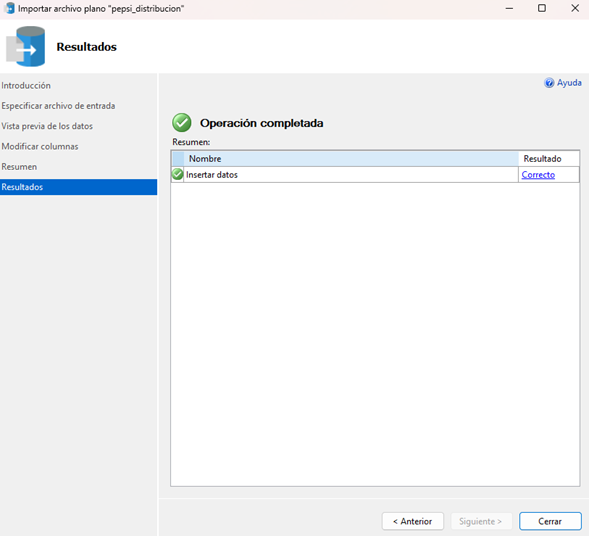 Importar archivo plano "pepsi_distribucion"
Resultados
Introducción
Especificar archivo de entrada
Vista previa de los datos
Modificar columnas
Resumen
Resultados
Ayuda
Operación completada
Resumen:
Nombre Resultado
Insertar datos Correcto
< Anterior Siguiente > Cerrar